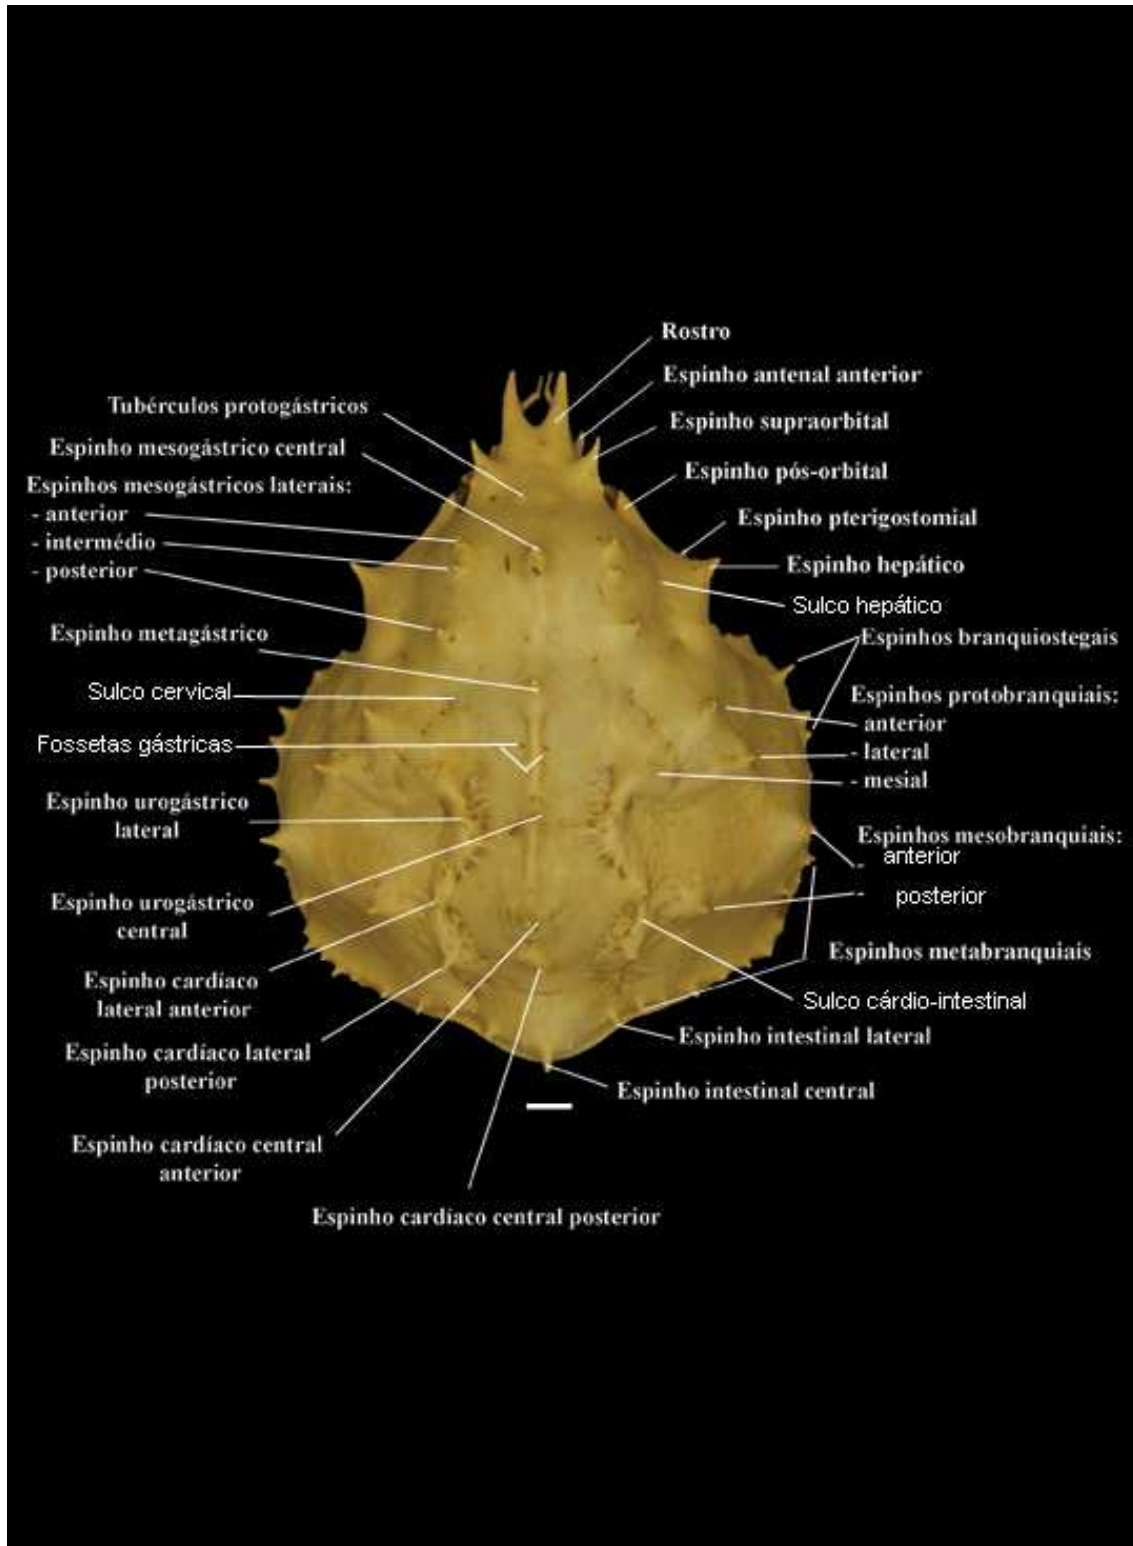 Rostro
Espinho antenal anterior
Tubérculos protogástricos
Espinho supraorbital
Espinho mesogástrico central
Espinho pós-orbital
Espinhos mesogástricos laterais:
- anterior
- intermédio
- posterior
Espinho pterigostomial
Espinho hepático
Sulco hepático
Espinho metagástrico
Espinhos branquiostegais
Sulco cervical
Espinhos protobranquiais:
- anterior
- lateral
- mesial
Fossetas gástricas
Espinho urogástrico
lateral
Espinhos mesobranquiais:
- anterior
- posterior
Espinho urogástrico
central
Espinhos metabranquiais
Espinho cardíaco
lateral anterior
Sulco cárdio-intestinal
Espinho intestinal lateral
Espinho cardíaco lateral
posterior
Espinho intestinal central
Espinho cardíaco central
anterior
Espinho cardíaco central posterior